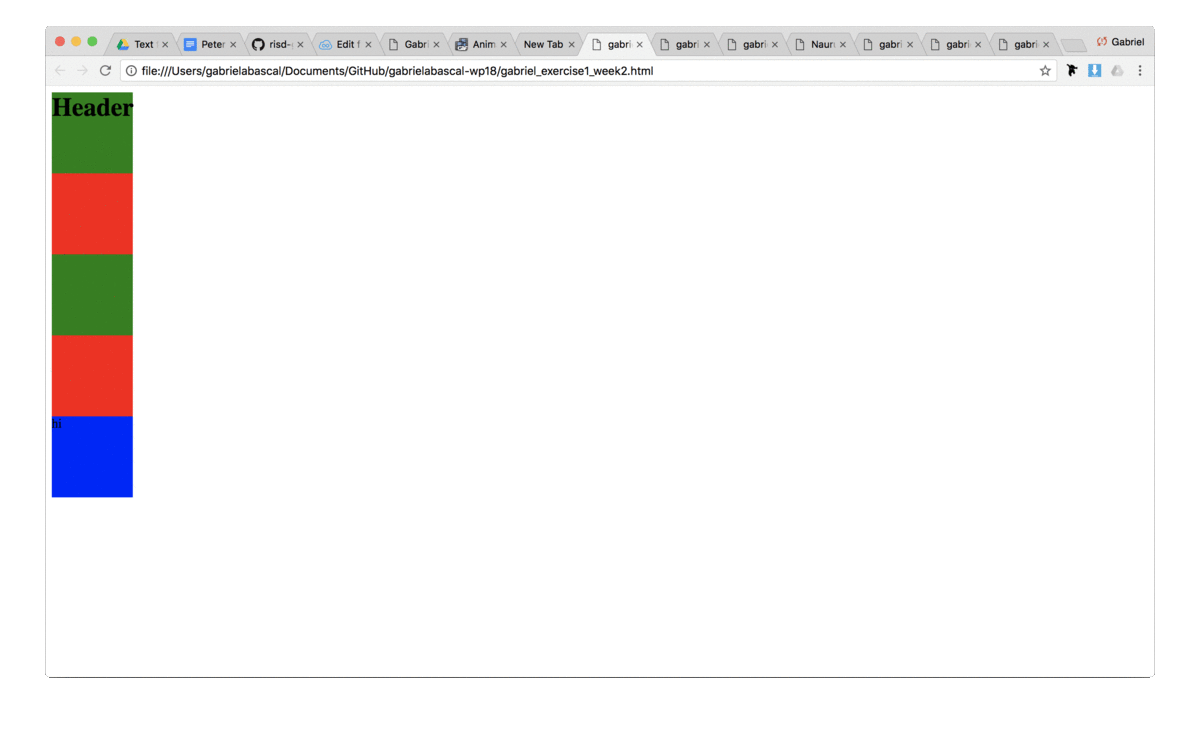 Text Peter risd- Edit f Gabri Anim New Tab gabri gabri gabri Nauru gabri gabri gabri Gabriel
file:///Users/gabrielabascal/Documents/GitHub/gabrielabascal-wp18/gabriel_exercise1_week2.html
Header
hi